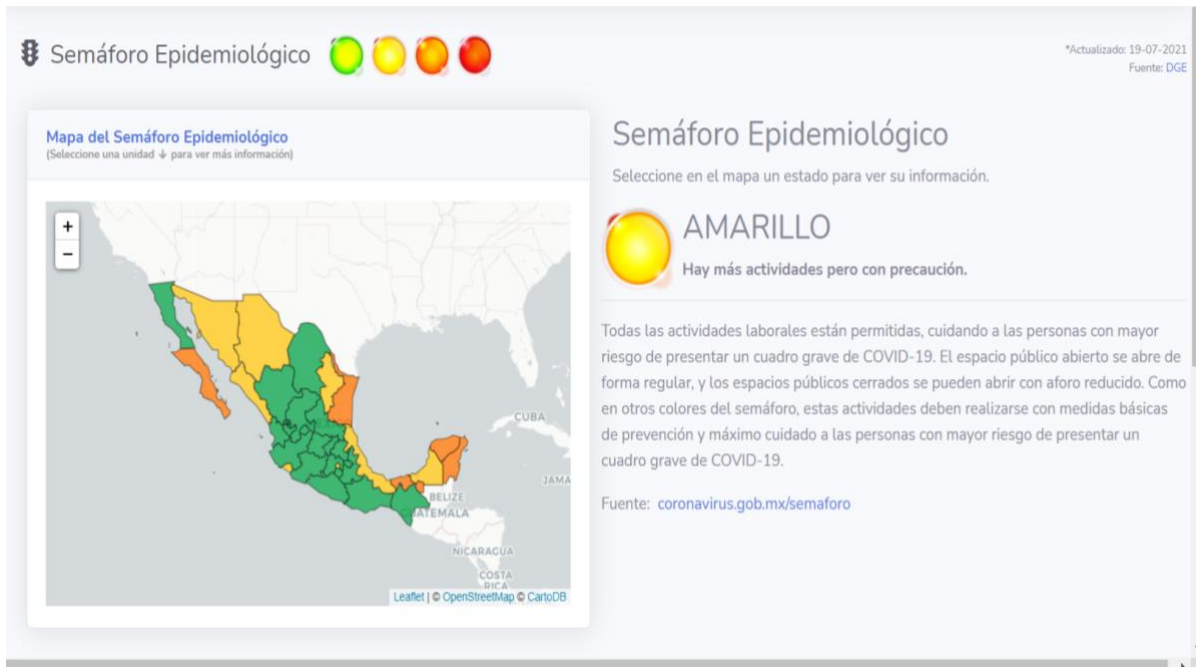 Semáforo Epidemiológico
*Actualizado: 19-07-2021
Fuente: DGE
Mapa del Semáforo Epidemiológico
(Seleccione una unidad ↓ para ver más información)
+
−
CUBA
JAMA
BELIZE
ATEMALA
NICARAGUA
COSTA
RICA
Leaflet | © OpenStreetMap © CartoDB
Semáforo Epidemiológico
Seleccione en el mapa un estado para ver su información.
AMARILLO
Hay más actividades pero con precaución.
Todas las actividades laborales están permitidas, cuidando a las personas con mayor
riesgo de presentar un cuadro grave de COVID-19. El espacio público abierto se abre de
forma regular, y los espacios públicos cerrados se pueden abrir con aforo reducido. Como
en otros colores del semáforo, estas actividades deben realizarse con medidas básicas
de prevención y máximo cuidado a las personas con mayor riesgo de presentar un
cuadro grave de COVID-19.
Fuente: coronavirus.gob.mx/semaforo